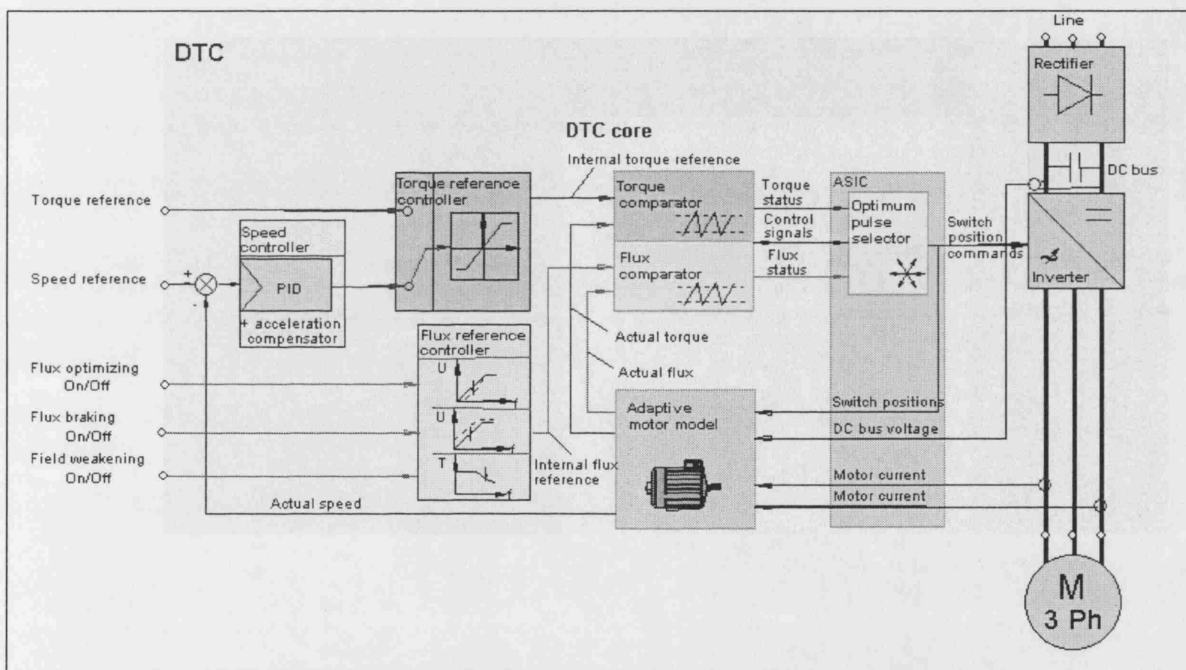 Line
DTC
Rectifier
DTC core
Internal torque reference
DC bus
Torque reference
controller
Torque
comparator
Torque
status
ASIC
Optimum
pulse
selector
Torque reference
Control
signals
Switch
position
commands
Speed
controller
Flux comparator
Flux
status
Inverter
Speed reference
+
-
PID
+ acceleration
compensator
Flux reference
controller
Actual torque
U
f
Actual flux
Flux optimizing
On/Off
Switch positions
Adaptive
motor model
U
f
DC bus voltage
Flux braking
On/Off
Internal flux
reference
T
f
Field weakening
On/Off
Motor current
Motor current
Actual speed
M
3 Ph